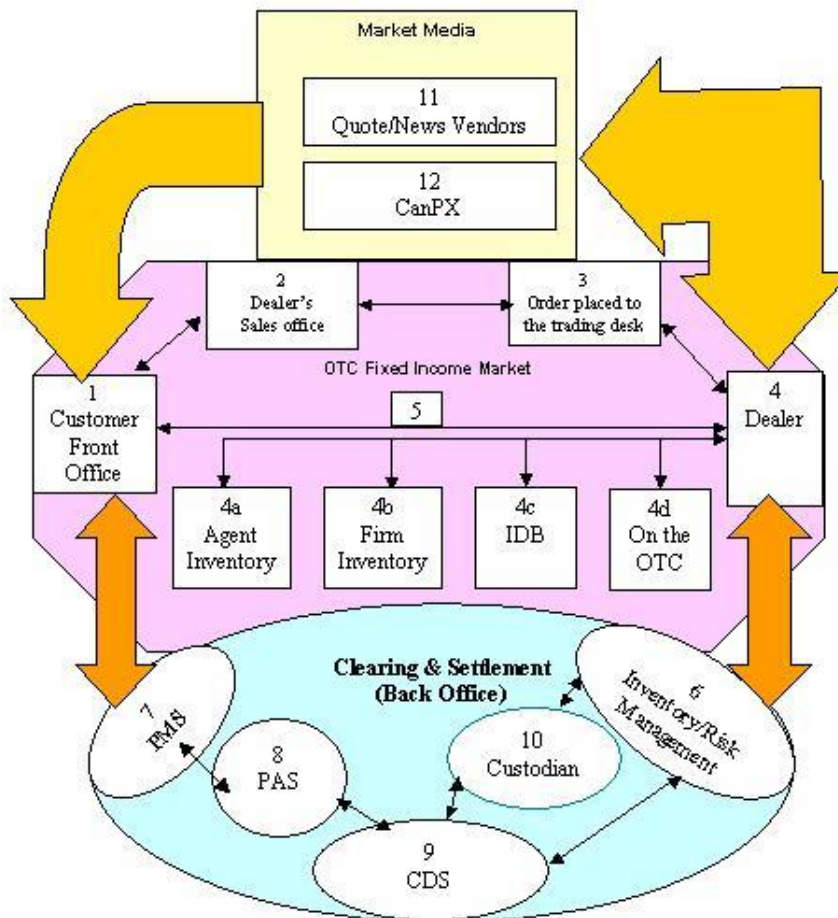 Market Media
11
Quote/News Vendors
12
CanPX
2
Dealer's
Sales office
3
Order placed to
the trading desk
OTC Fixed Income Market
1
Customer
Front
Office
5
4
Dealer
4a
Agent
Inventory
4b
Firm
Inventory
4c
IDB
4d
On the
OTC
Clearing & Settlement
(Back Office)
6
Inventory/Risk
Management
7
PMS
8
PAS
10
Custodian
9
CDS